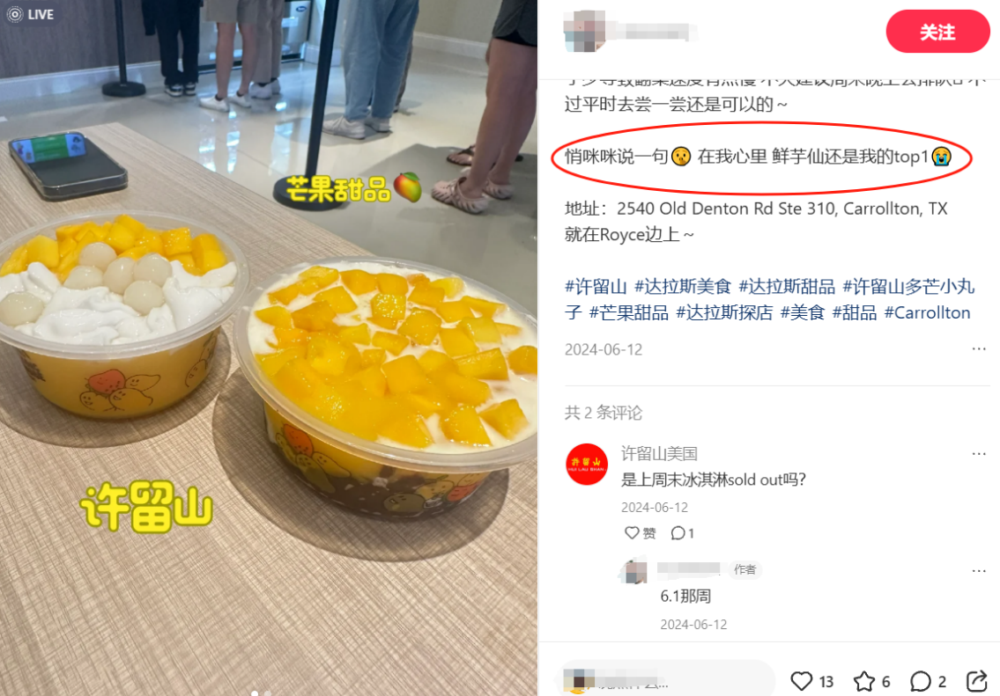 LIVE
芒果甜品
许留山
关注
过平时去尝一尝还是可以的～
悄咪咪说一句🤫 在我心里 鲜芋仙还是我的top1😭
地址：2540 Old Denton Rd Ste 310, Carrollton, TX
就在Royce边上～
#许留山 #达拉斯美食 #达拉斯甜品 #许留山多芒小丸
子 #芒果甜品 #达拉斯探店 #美食 #甜品 #Carrollton
2024-06-12
共 2 条评论
许留山
HUI LAU SHAN
许留山美国
是上周末冰淇淋sold out吗?
2024-06-12
赞 1
作者
6.1那周
2024-06-12
13 6 2